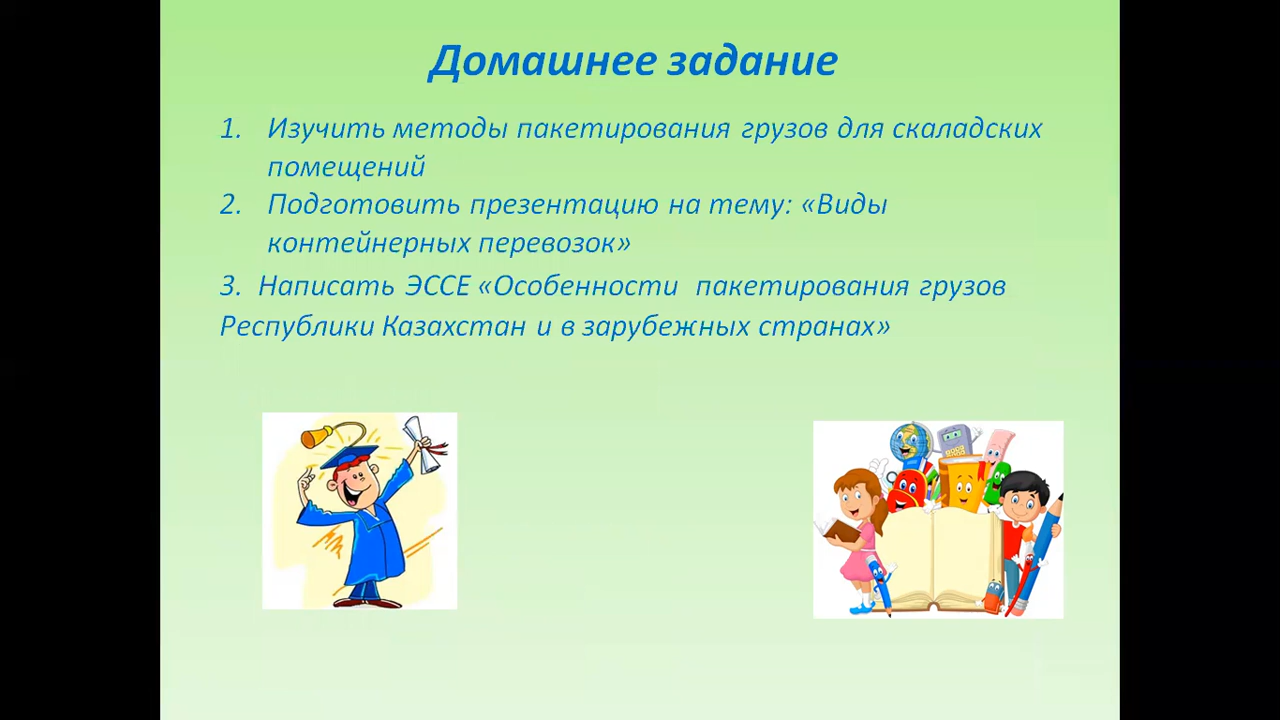 Домашнее задание
1. Изучить методы пакетирования грузов для скаладских
помещений
2. Подготовить презентацию на тему: «Виды
контейнерных перевозок»
3. Написать ЭССЕ «Особенности пакетирования грузов
Республики Казахстан и в зарубежных странах»